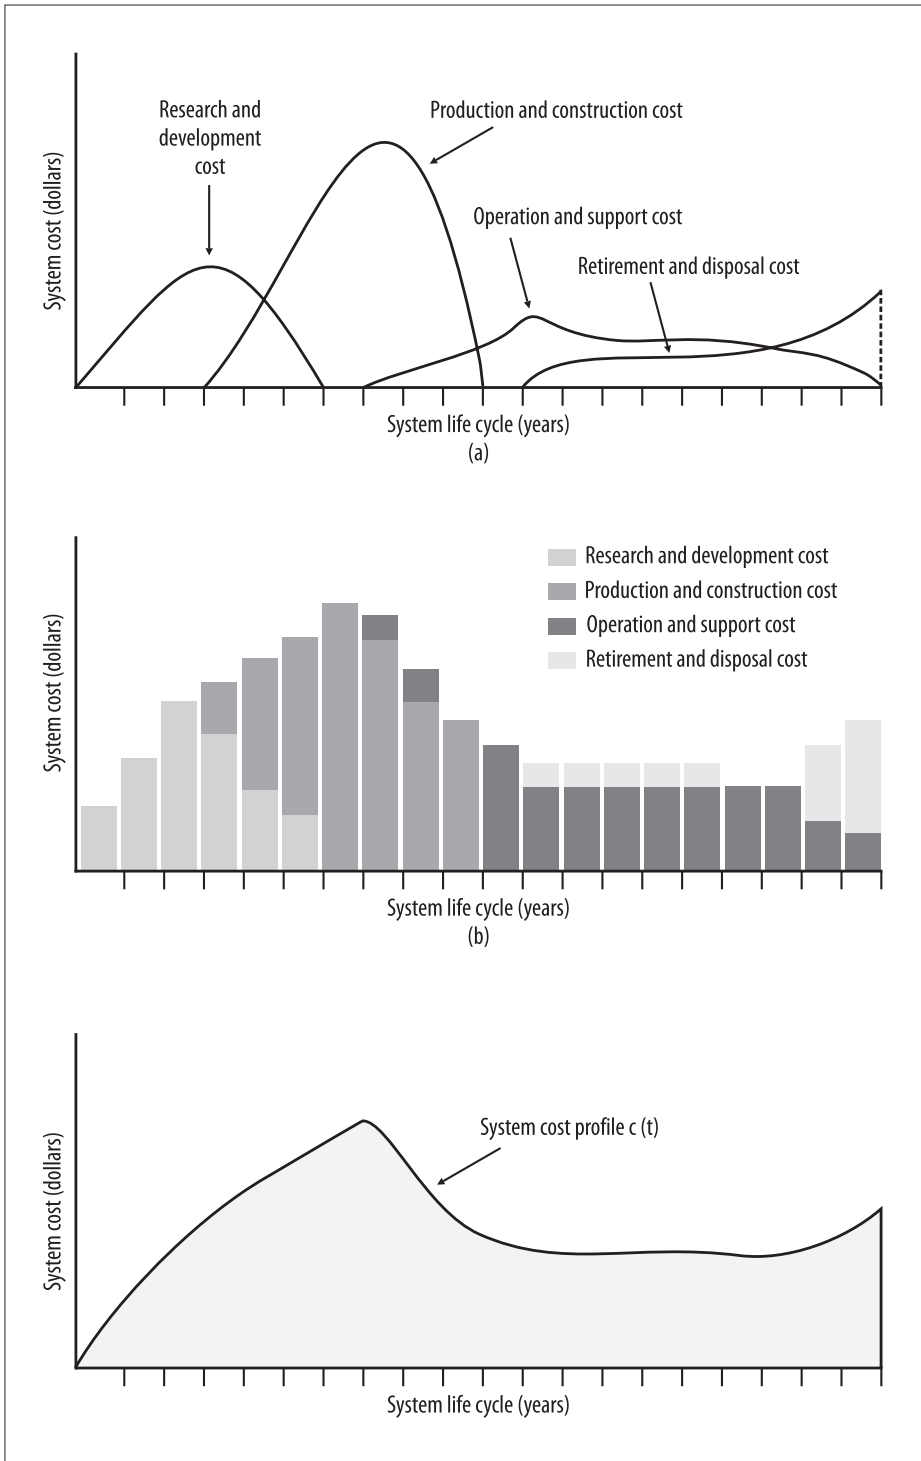 Research and
development
cost
Production and construction cost
Operation and support cost
Retirement and disposal cost
System cost (dollars)
System life cycle (years)
(a)
Research and development cost
Production and construction cost
Operation and support cost
Retirement and disposal cost
System cost (dollars)
System life cycle (years)
(b)
System cost profile c (t)
System cost (dollars)
System life cycle (years)